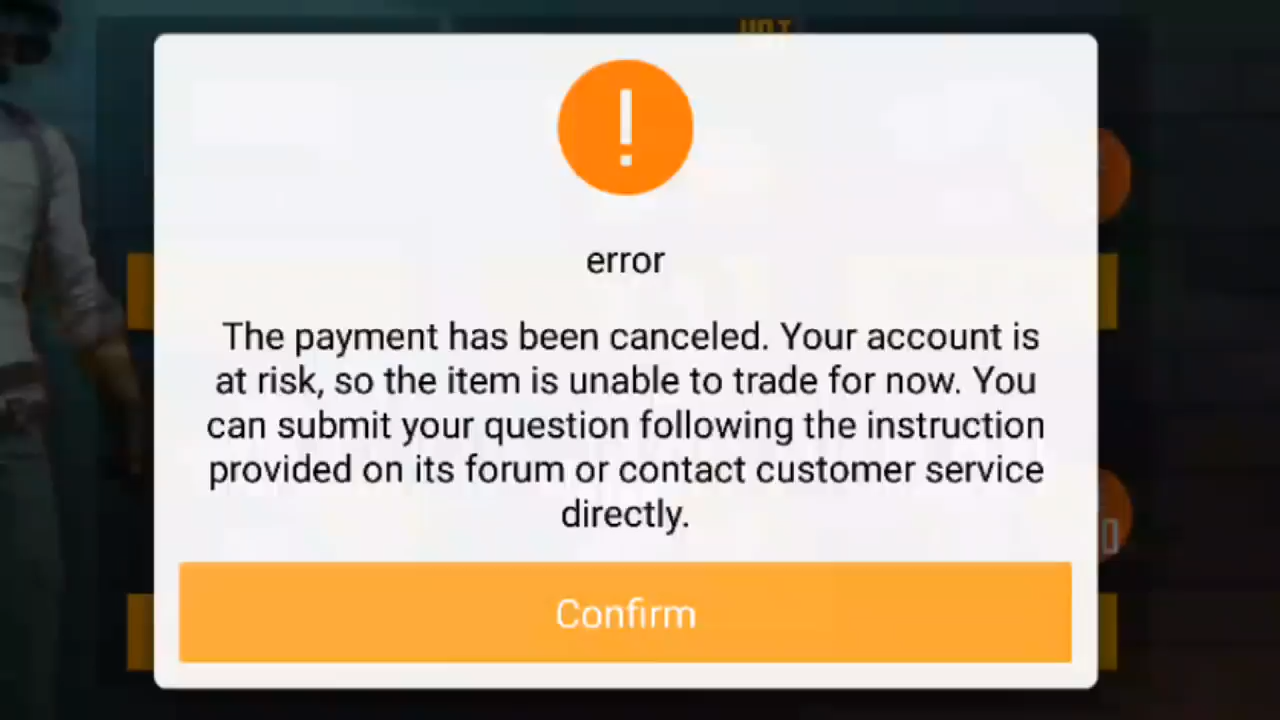 error
The payment has been canceled. Your account is
at risk, so the item is unable to trade for now. You
can submit your question following the instruction
provided on its forum or contact customer service
directly.
Confirm